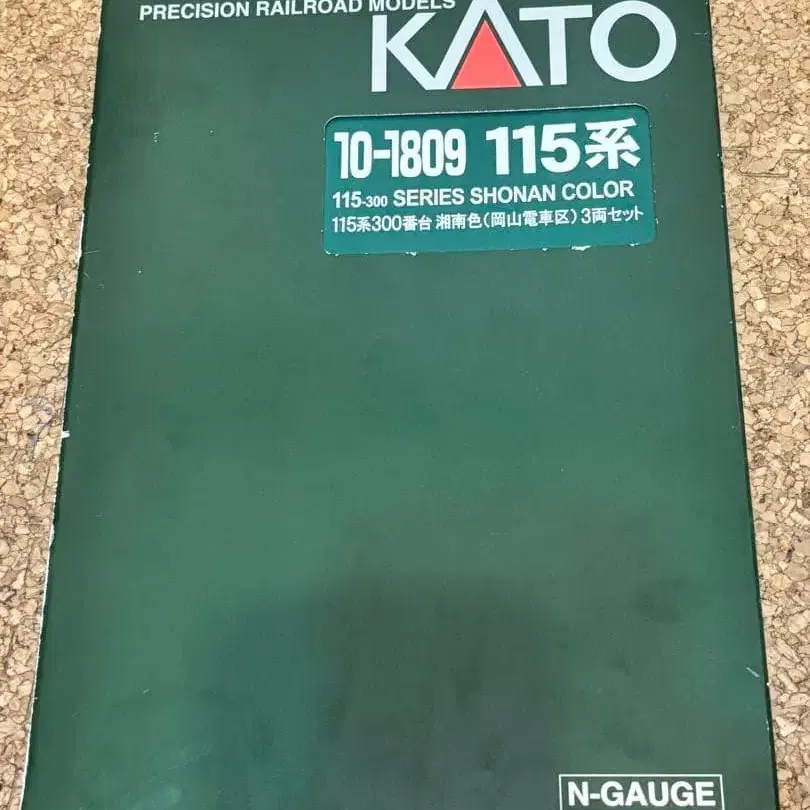 PRECISION RAILROAD MODELS
KATO
10-1809 115系
115-300 SERIES SHONAN COLOR
115系300番台 湘南色(岡山電車区) 3両セット
N-GAUGE